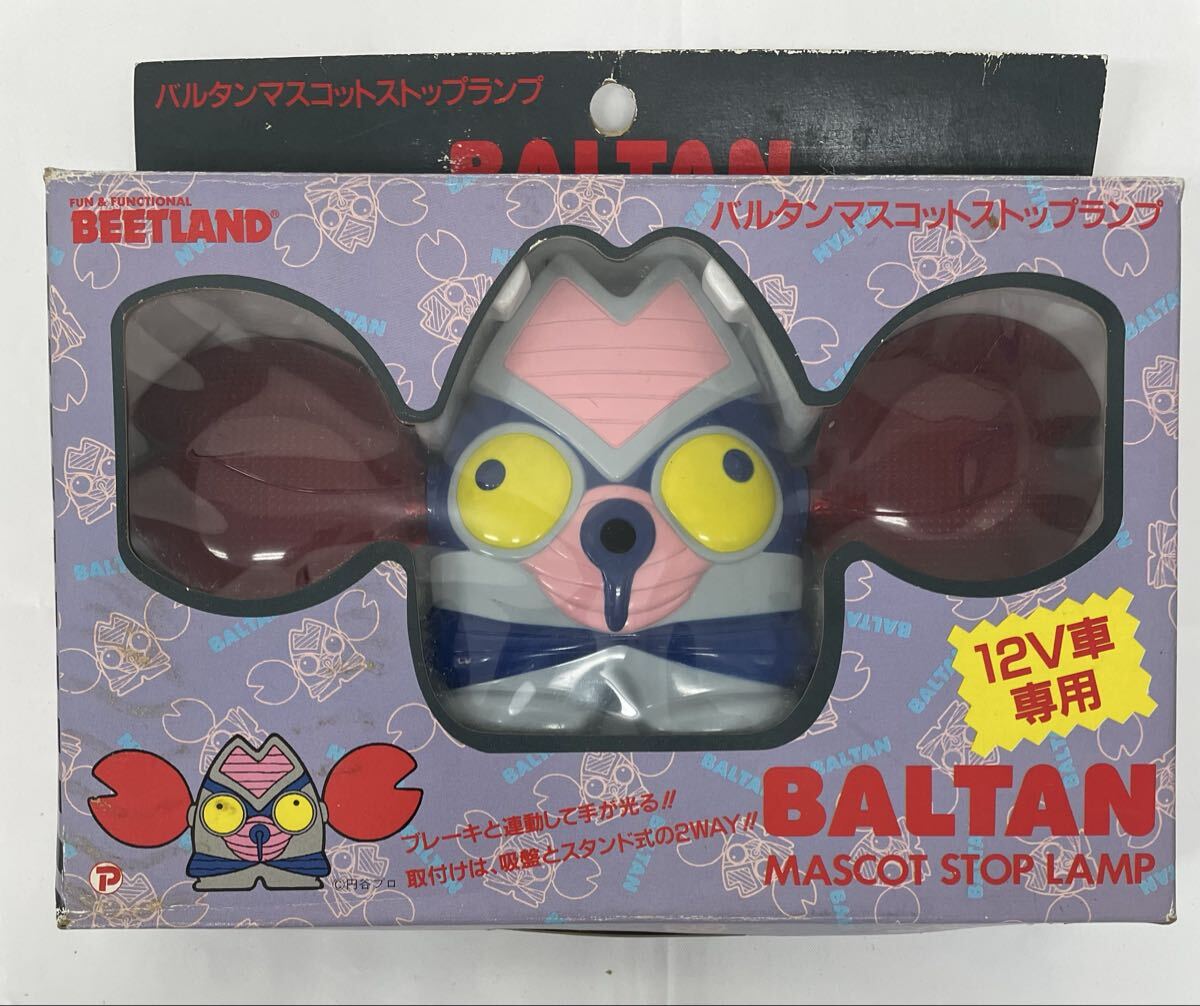 バルタンマスコットストップランプ
BALTAN
FUN & FUNCTIONAL
BEETLAND®
バルタンマスコットストップランプ
12V車
専用
ブレーキと連動して手が光る!!
取付けは、吸盤とスタンド式の2WAY!!
©円谷プロ
P
BALTAN
MASCOT STOP LAMP